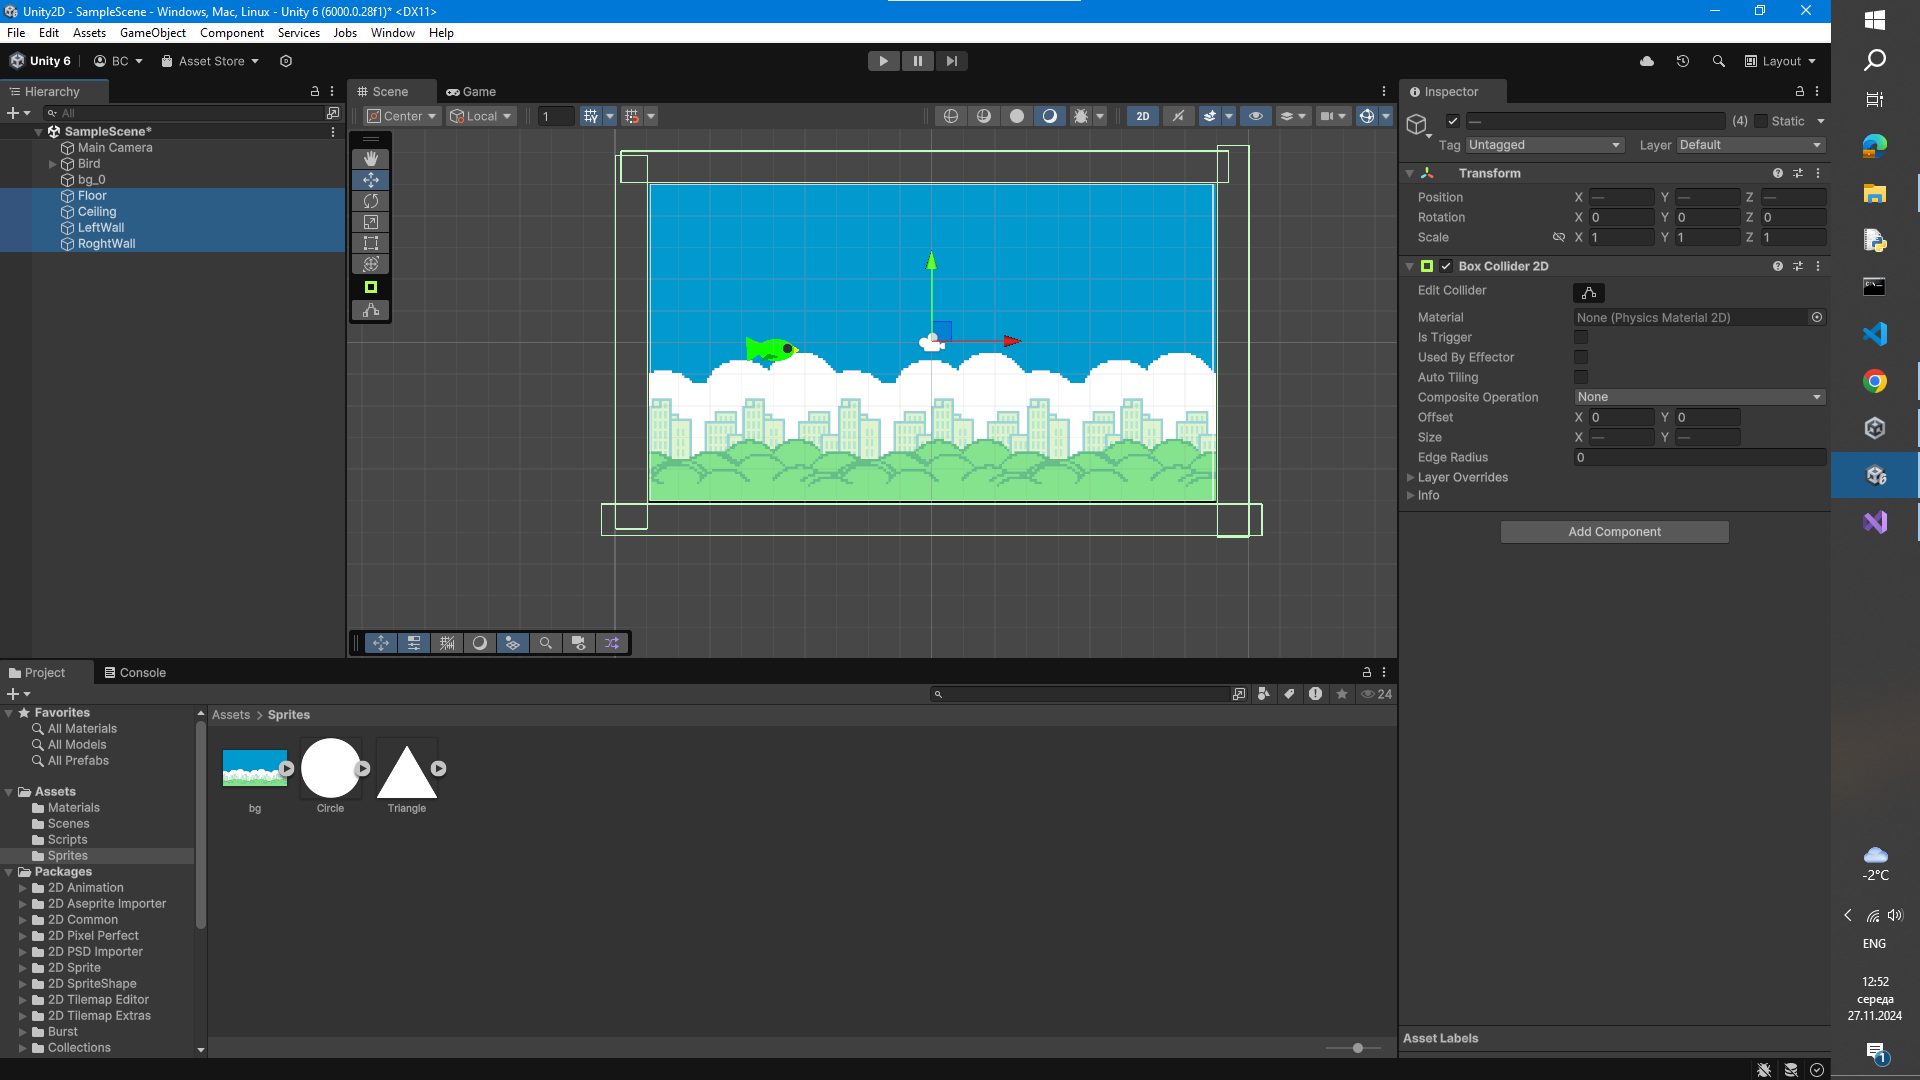 Unity2D - SampleScene - Windows, Mac, Linux - Unity 6 (6000.0.28f1)* <DX11>
File Edit Assets GameObject Component Services Jobs Window Help
Unity 6 BC Asset Store Layout
Hierarchy
All
SampleScene*
Main Camera
Bird
bg_0
Floor
Ceiling
LeftWall
RoghtWall
Scene Game
Center Local 1 2D
Inspector
— (4) Static
Tag Untagged Layer Default
Transform
Position X — Y — Z —
Rotation X 0 Y 0 Z 0
Scale X 1 Y 1 Z 1
Box Collider 2D
Edit Collider
Material None (Physics Material 2D)
Is Trigger
Used By Effector
Auto Tiling
Composite Operation None
Offset X 0 Y 0
Size X — Y —
Edge Radius 0
Layer Overrides
Info
Add Component
Project Console
24
Favorites
All Materials
All Models
All Prefabs
Assets
Materials
Scenes
Scripts
Sprites
Packages
2D Animation
2D Aseprite Importer
2D Common
2D Pixel Perfect
2D PSD Importer
2D Sprite
2D SpriteShape
2D Tilemap Editor
2D Tilemap Extras
Burst
Collections
Assets > Sprites
bg Circle Triangle
Asset Labels
-2°C
ENG
12:52
середа
27.11.2024
1